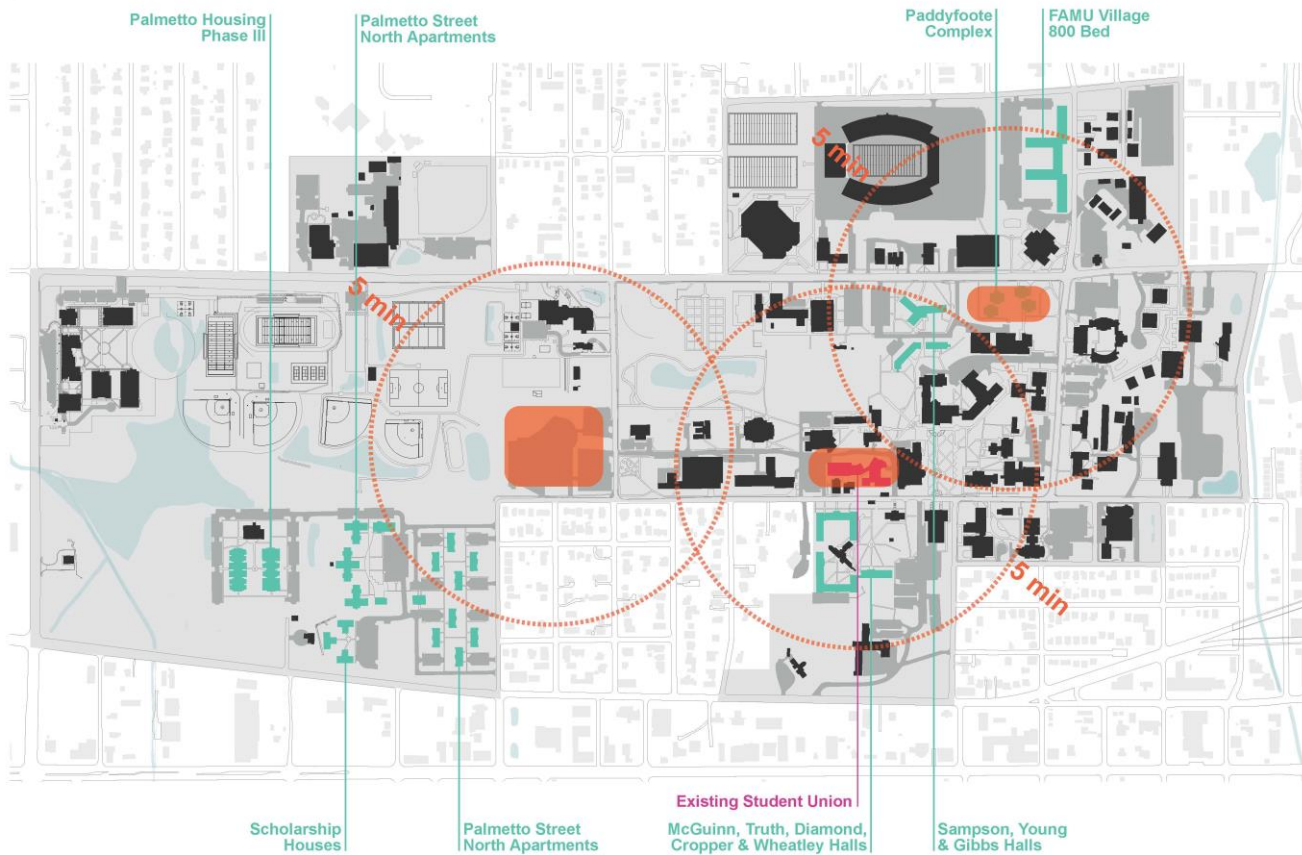 Palmetto Housing
Phase III
Palmetto Street
North Apartments
Paddyfoote
Complex
FAMU Village
800 Bed
5 min
5 min
5 min
Existing Student Union
Scholarship
Houses
Palmetto Street
North Apartments
McGuinn, Truth, Diamond,
Cropper & Wheatley Halls
Sampson, Young
& Gibbs Halls